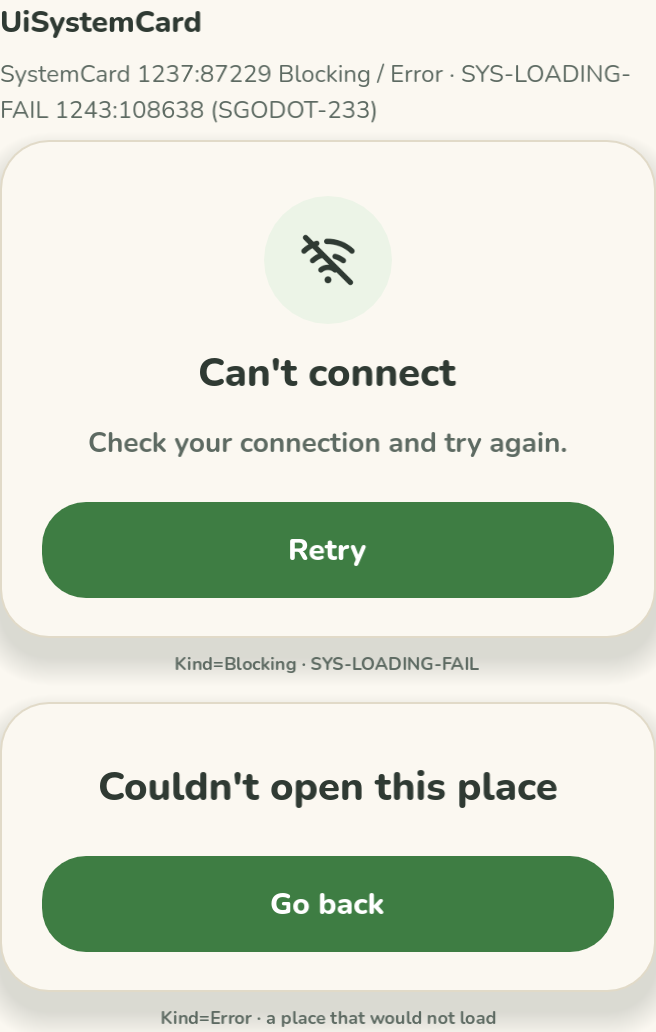 UiSystemCard
SystemCard 1237:87229 Blocking / Error · SYS-LOADING-
FAIL 1243:108638 (SGODOT-233)
Can't connect
Check your connection and try again.
Retry
Kind=Blocking · SYS-LOADING-FAIL
Couldn't open this place
Go back
Kind=Error · a place that would not load